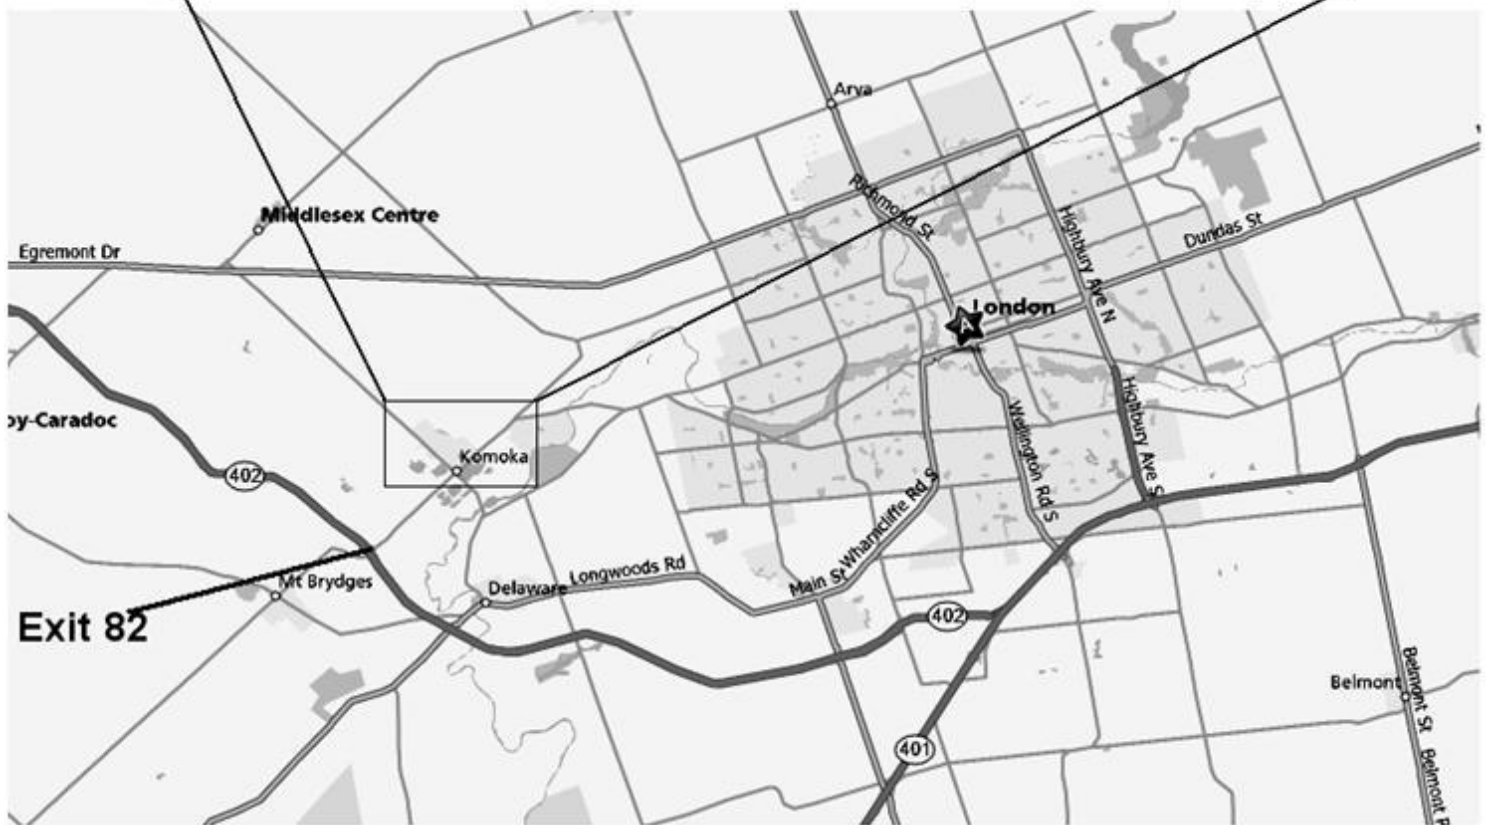 Arva
Richmond St
Middlesex Centre
Egremont Dr
Highbury Ave N
Dundas St
London
A
oy-Caradoc
Highbury Ave S
Komoka
402
Wellington Rd S
Wharncliffe Rd S
Mt Brydges
Delaware
Longwoods Rd
Main St
Exit 82
402
Belmont
Belmont St
401
Belmont R